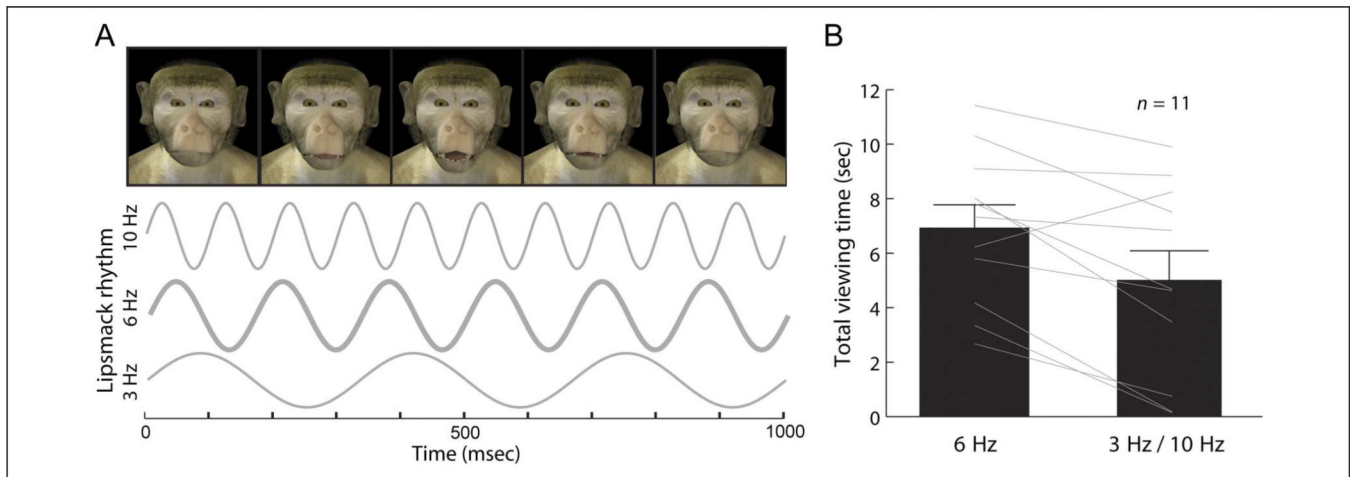 A
Lipsmack rhythm
10 Hz
6 Hz
3 Hz
0
500
1000
Time (msec)
B
Total viewing time (sec)
12
10
8
6
4
2
0
n = 11
6 Hz
3 Hz / 10 Hz